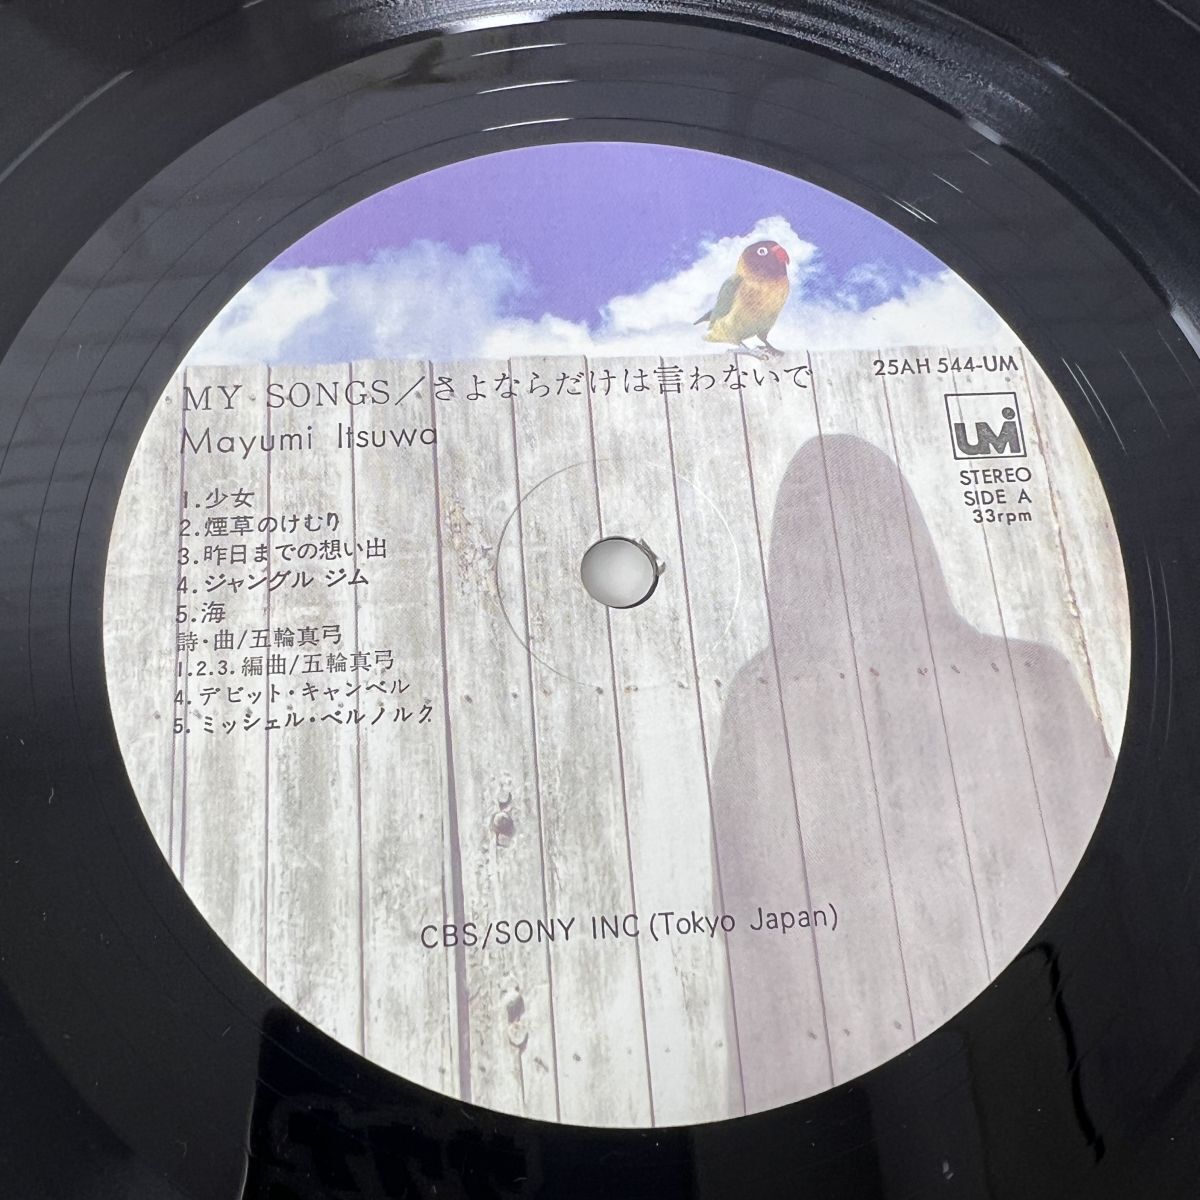 MY SONGS／さよならだけは言わないで
25AH 544-UM
Mayumi Itsuwa
UMI
STEREO
SIDE A
33rpm
1.少女
2.煙草のけむり
3.昨日までの想い出
4.ジャングル ジム
5.海
詩・曲/五輪真弓
1.2.3.編曲/五輪真弓
4.デビット・キャンベル
5.ミッシェル・ベルノルク
CBS/SONY INC (Tokyo Japan)